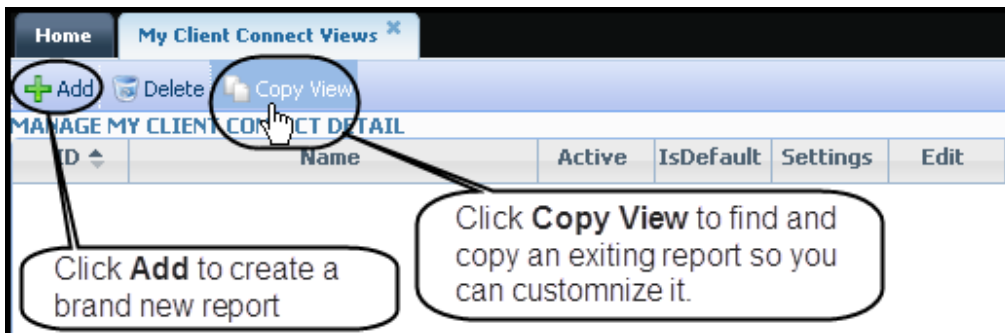 Home My Client Connect Views
Add Delete Copy View
MANAGE MY CLIENT CONNECT DETAIL
ID Name Active IsDefault Settings Edit
Click Add to create a
brand new report
Click Copy View to find and
copy an exiting report so you
can customnize it.